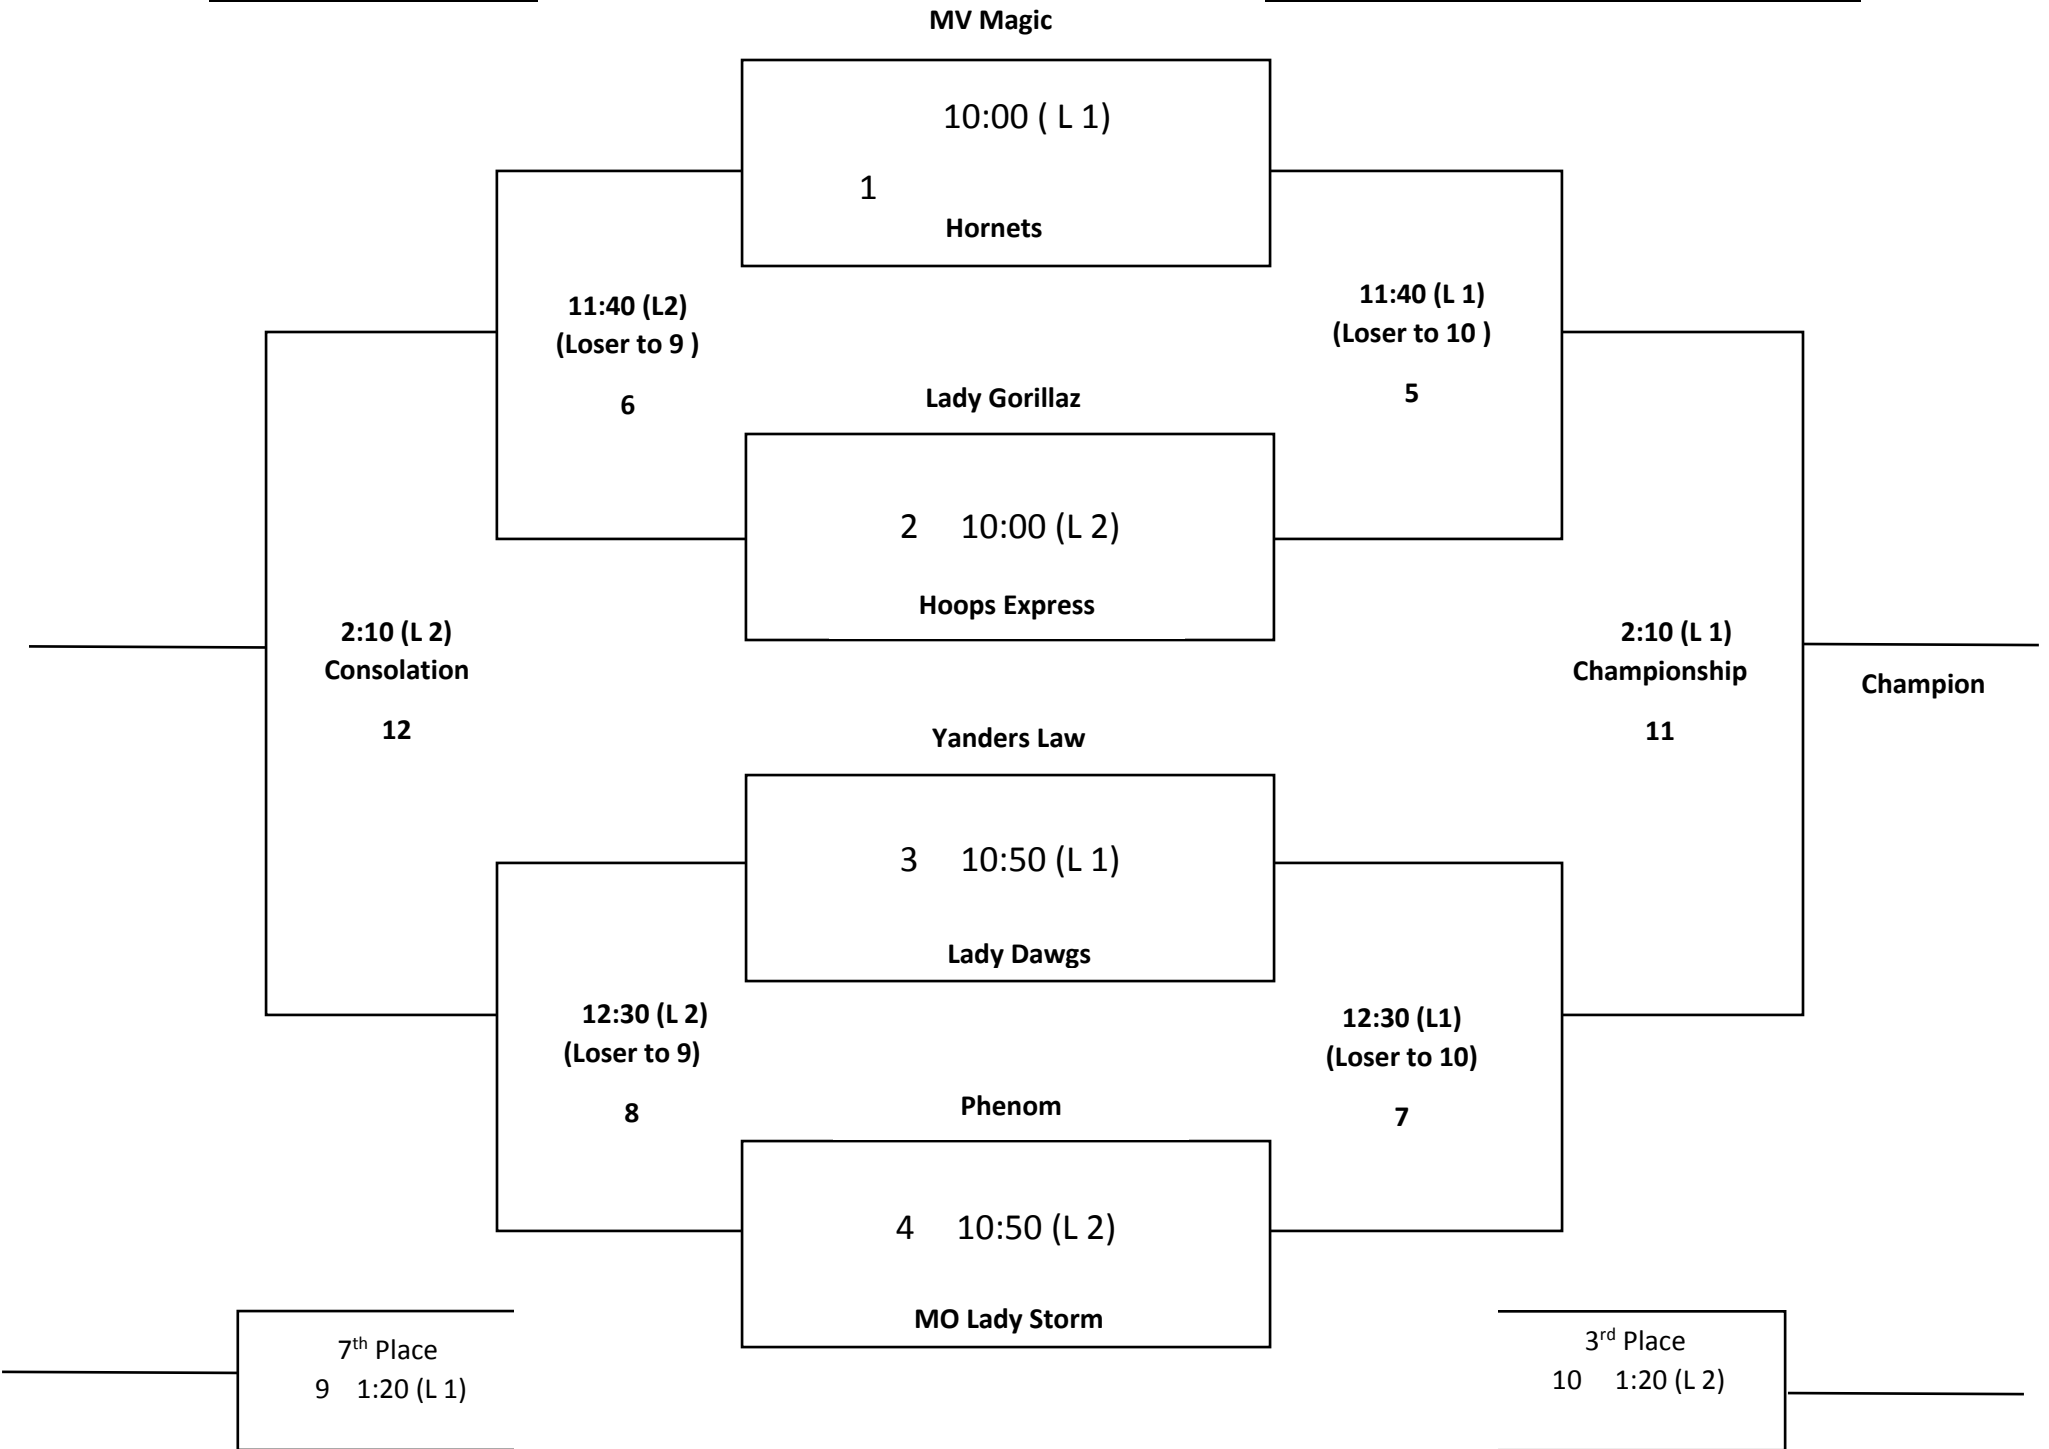 MV Magic
10:00 ( L 1)
1
Hornets
11:40 (L2)
(Loser to 9 )
6
11:40 (L 1)
(Loser to 10 )
5
Lady Gorillaz
2 10:00 (L 2)
Hoops Express
2:10 (L 2)
Consolation
12
2:10 (L 1)
Championship
11
Champion
Yanders Law
3 10:50 (L 1)
Lady Dawgs
12:30 (L 2)
(Loser to 9)
8
12:30 (L1)
(Loser to 10)
7
Phenom
4 10:50 (L 2)
MO Lady Storm
7th Place
9 1:20 (L 1)
3rd Place
10 1:20 (L 2)